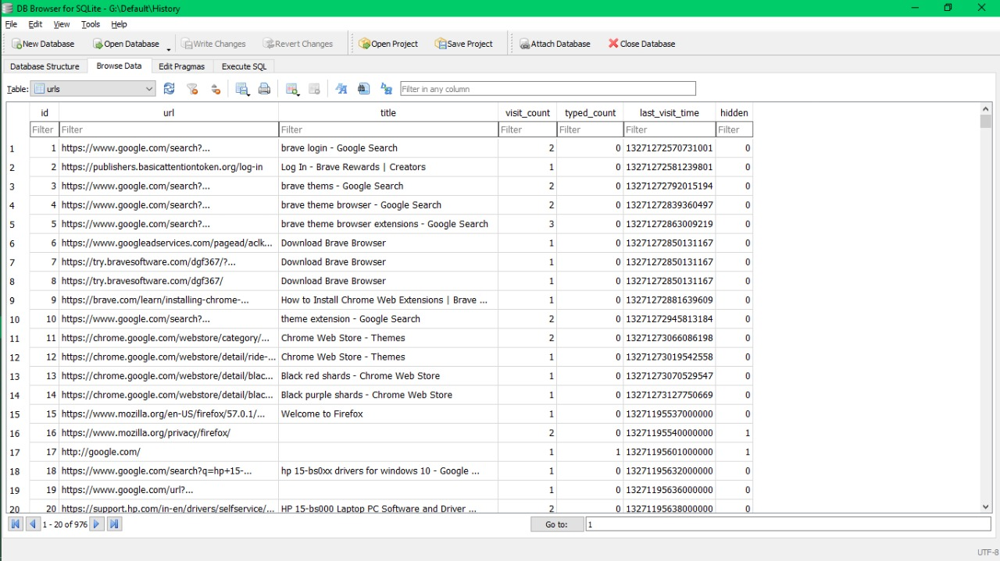 DB Browser for SQLite - G:\Default\History
File Edit View Tools Help
New Database Open Database Write Changes Revert Changes Open Project Save Project Attach Database Close Database
Database Structure Browse Data Edit Pragmas Execute SQL
Table: urls Filter in any column
id url title visit_count typed_count last_visit_time hidden
Filter Filter Filter Filter Filter Filter Filter
1 1 https://www.google.com/search?... brave login - Google Search 2 0 13271272570731001 0
2 2 https://publishers.basicattentiontoken.org/log-in Log In - Brave Rewards | Creators 1 0 13271272581239801 0
3 3 https://www.google.com/search?... brave thems - Google Search 2 0 13271272792015194 0
4 4 https://www.google.com/search?... brave theme browser - Google Search 2 0 13271272839360497 0
5 5 https://www.google.com/search?... brave theme browser extensions - Google Search 3 0 13271272863009219 0
6 6 https://www.googleadservices.com/pagead/aclk... Download Brave Browser 1 0 13271272850131167 0
7 7 https://try.bravesoftware.com/dgf367/?... Download Brave Browser 1 0 13271272850131167 0
8 8 https://try.bravesoftware.com/dgf367/ Download Brave Browser 1 0 13271272850131167 0
9 9 https://brave.com/learn/installing-chrome-... How to Install Chrome Web Extensions | Brave ... 1 0 13271272881639609 0
10 10 https://www.google.com/search?... theme extension - Google Search 2 0 13271272945813184 0
11 11 https://chrome.google.com/webstore/category/... Chrome Web Store - Themes 2 0 13271273066086198 0
12 12 https://chrome.google.com/webstore/detail/ride-... Chrome Web Store - Themes 1 0 13271273019542558 0
13 13 https://chrome.google.com/webstore/detail/blac... Black red shards - Chrome Web Store 1 0 13271273070529547 0
14 14 https://chrome.google.com/webstore/detail/blac... Black purple shards - Chrome Web Store 1 0 13271273127750669 0
15 15 https://www.mozilla.org/en-US/firefox/57.0.1/... Welcome to Firefox 1 0 13271195537000000 0
16 16 https://www.mozilla.org/privacy/firefox/ 2 0 13271195540000000 1
17 17 http://google.com/ 1 1 13271195601000000 1
18 18 https://www.google.com/search?q=hp+15-... hp 15-bs0xx drivers for windows 10 - Google ... 1 0 13271195632000000 0
19 19 https://www.google.com/url?... 1 0 13271195636000000 0
20 20 https://support.hp.com/in-en/drivers/selfservice/... HP 15-bs000 Laptop PC Software and Driver ... 2 0 13271195638000000 0
1 - 20 of 976 Go to: 1
UTF-8